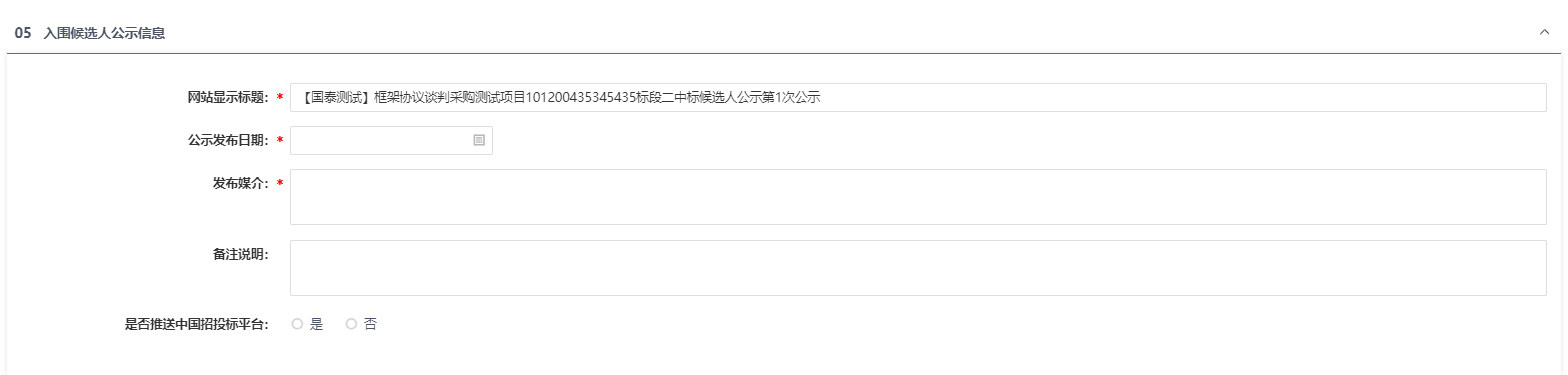 05 入围候选人公示信息
网站显示标题：* 【国泰测试】框架协议谈判采购测试项目101200435345435标段二中标候选人公示第1次公示
公示发布日期：*
发布媒介：*
备注说明：
是否推送中国招投标平台： 是 否